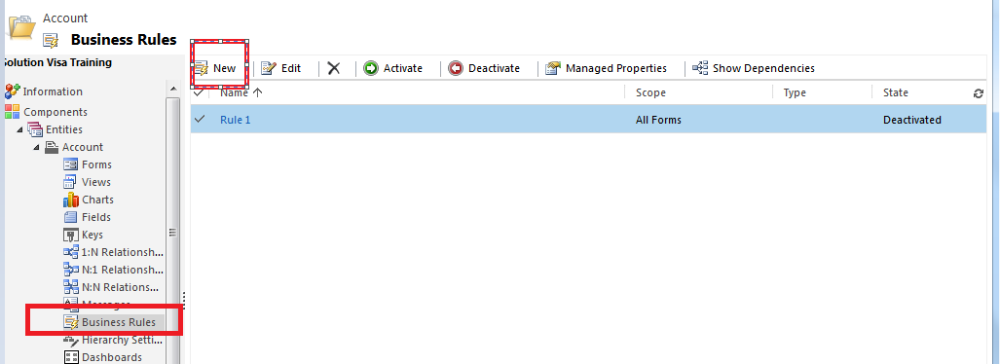 Account
Business Rules
Solution Visa Training
New Edit Activate Deactivate Managed Properties Show Dependencies
Name Scope Type State
Rule 1 All Forms Deactivated
Information
Components
Entities
Account
Forms
Views
Charts
Fields
Keys
1:N Relationsh...
N:1 Relationsh...
N:N Relations...
Messages
Business Rules
Hierarchy Setti...
Dashboards